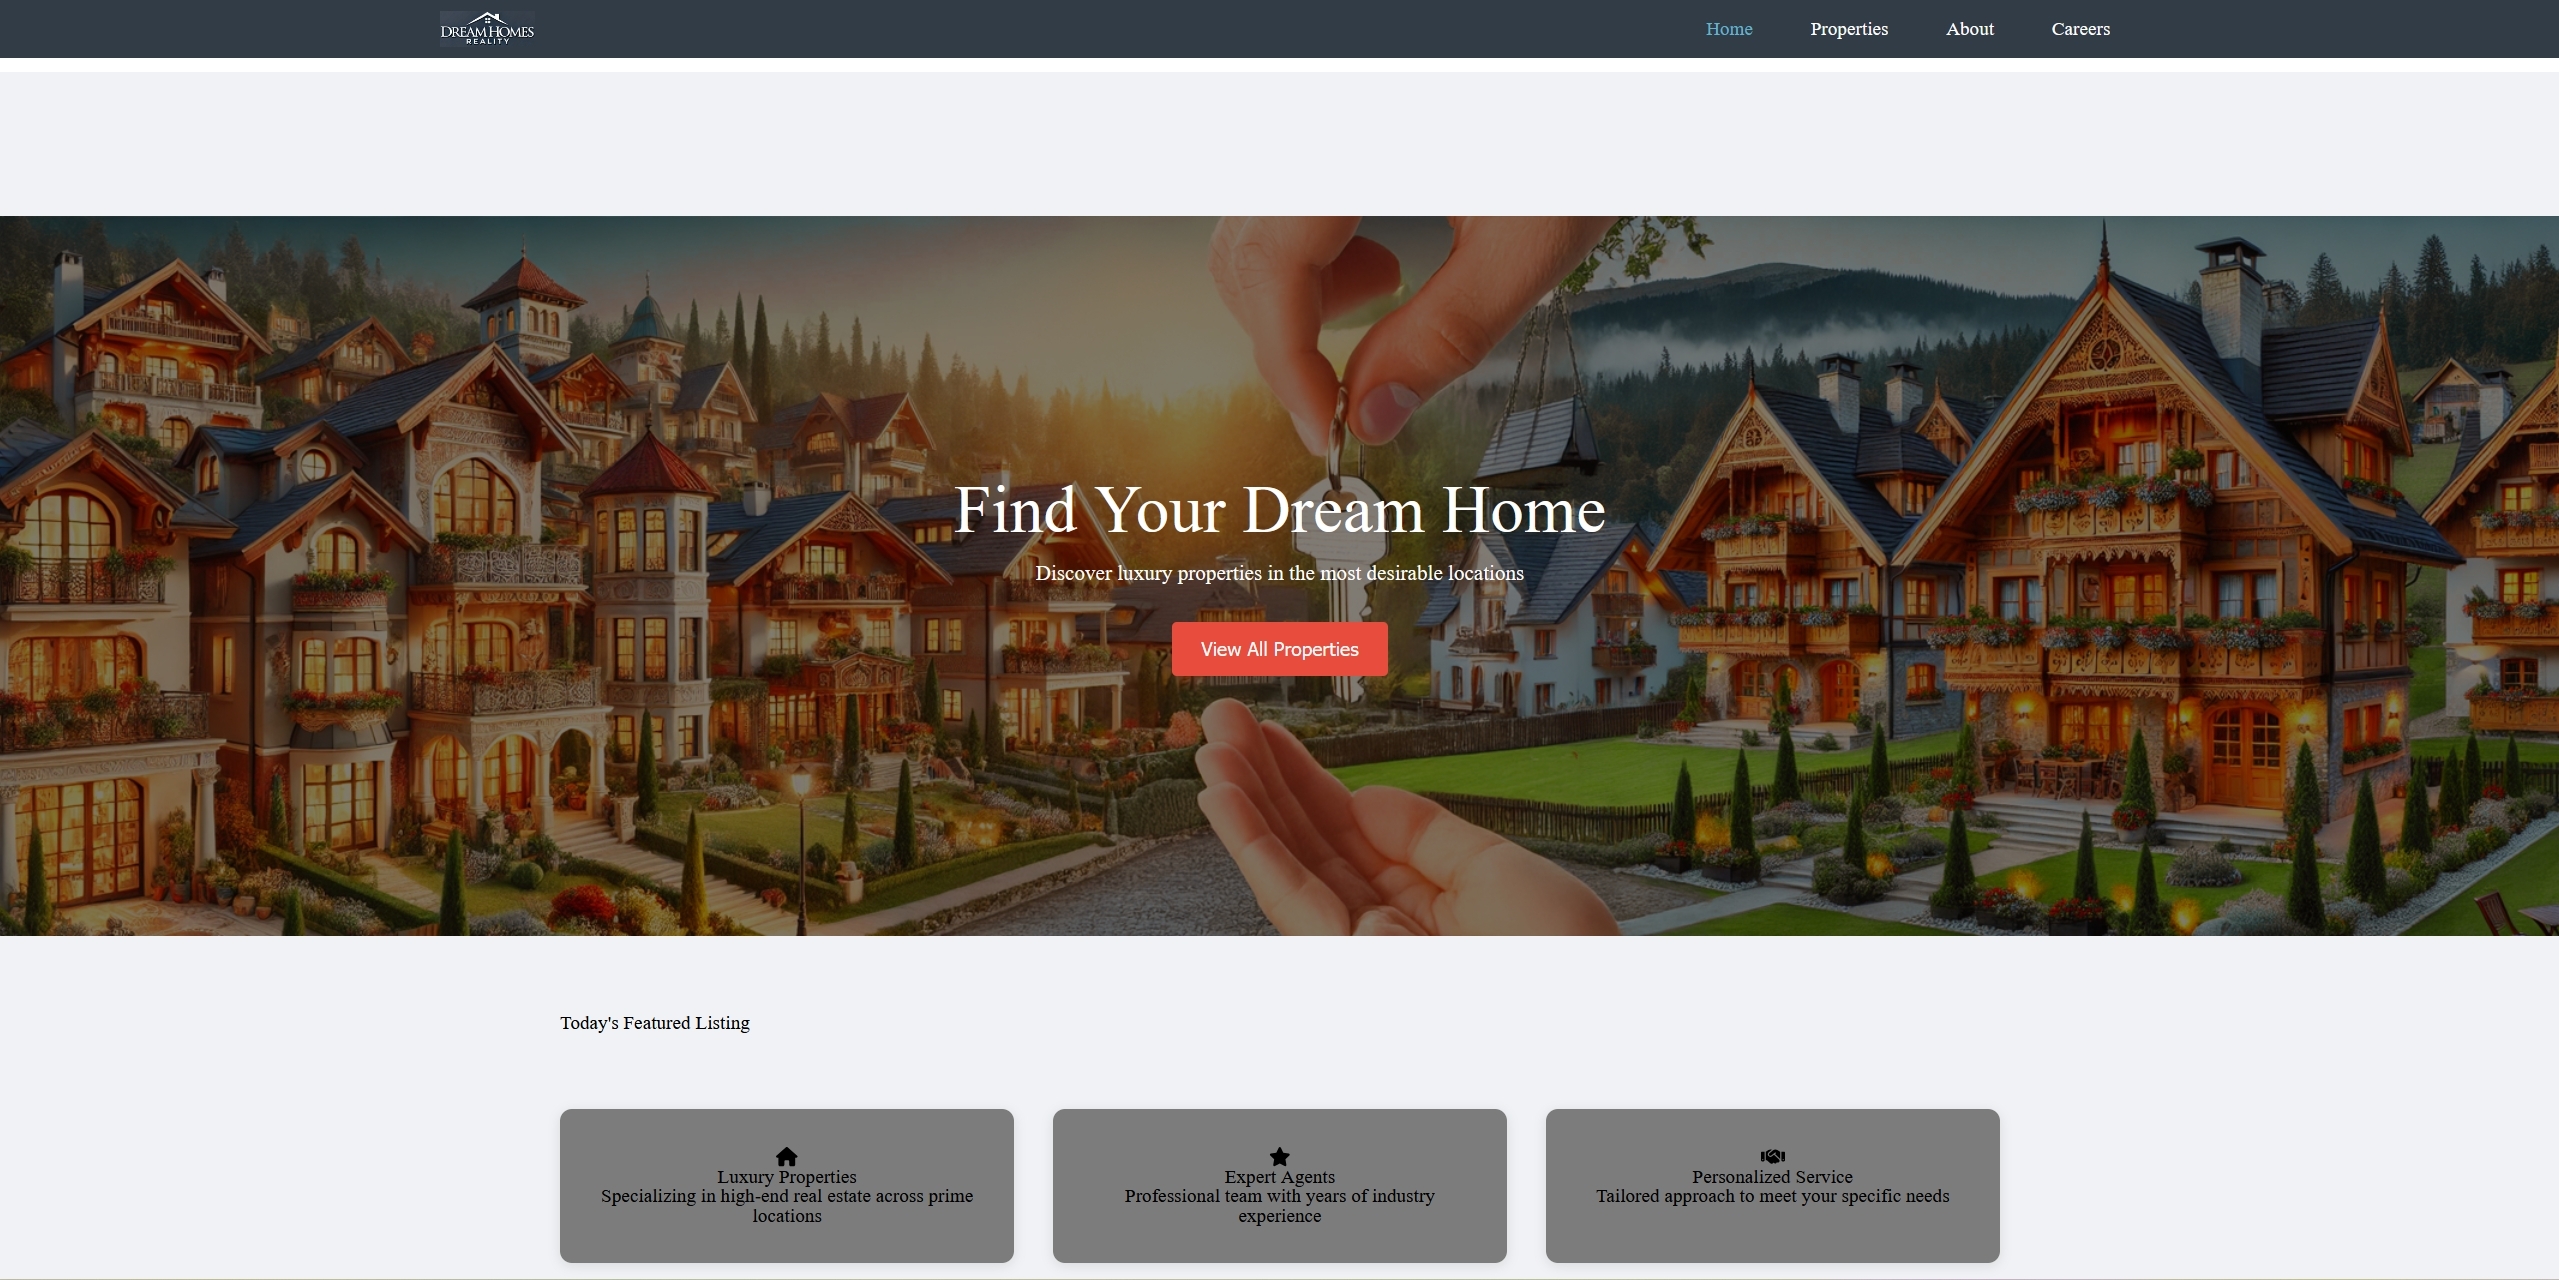 DREAM HOMES
REALITY
Home
Properties
About
Careers
Find Your Dream Home
Discover luxury properties in the most desirable locations
View All Properties
Today's Featured Listing
Luxury Properties
Specializing in high-end real estate across prime
locations
Expert Agents
Professional team with years of industry
experience
Personalized Service
Tailored approach to meet your specific needs